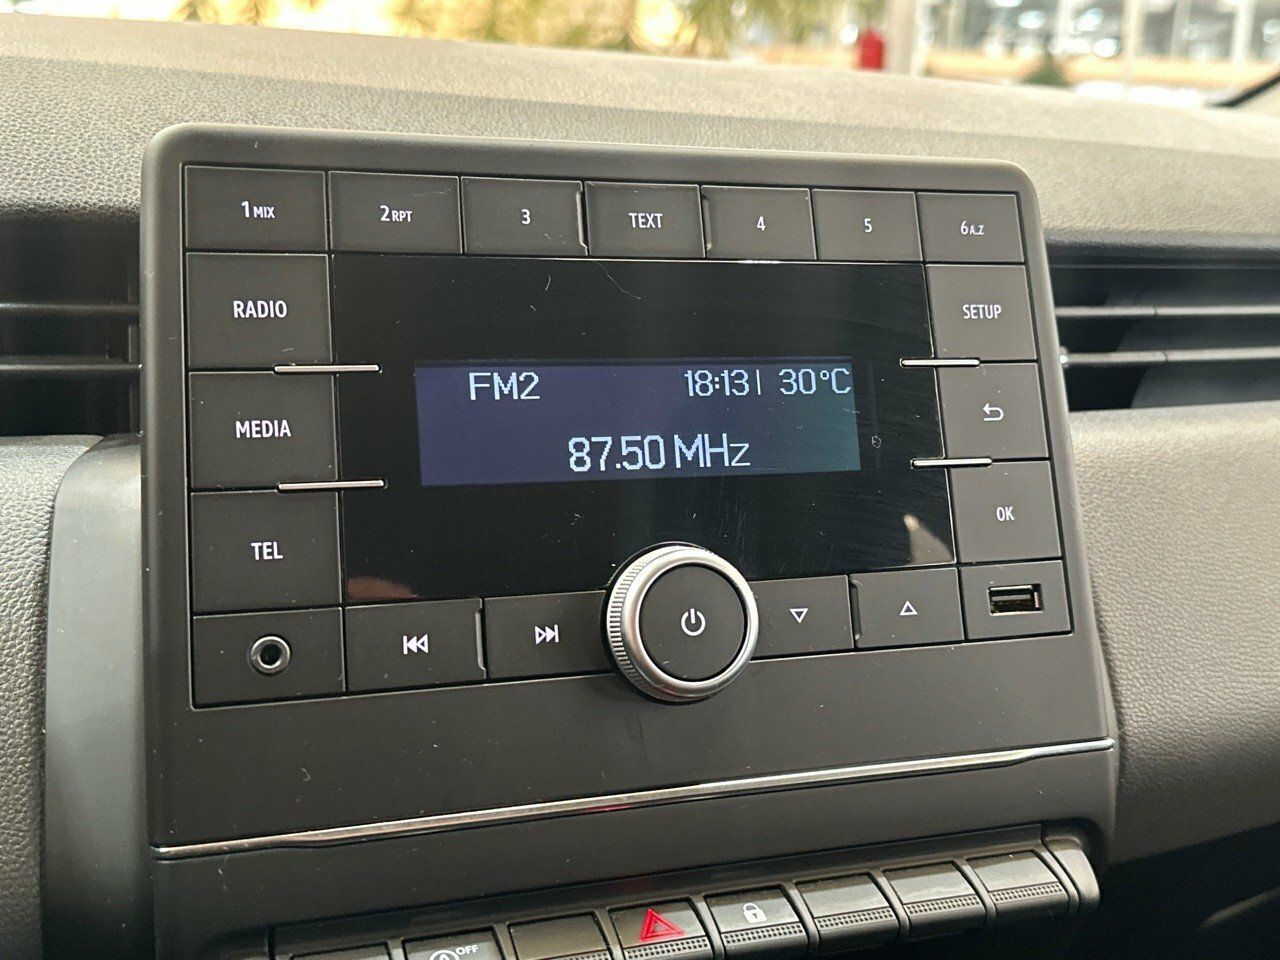 1 MIX
2 RPT
3
TEXT
4
5
6 A..Z
RADIO
SETUP
FM2 18:13| 30°C
MEDIA
87.50 MHz
TEL
OK
OFF